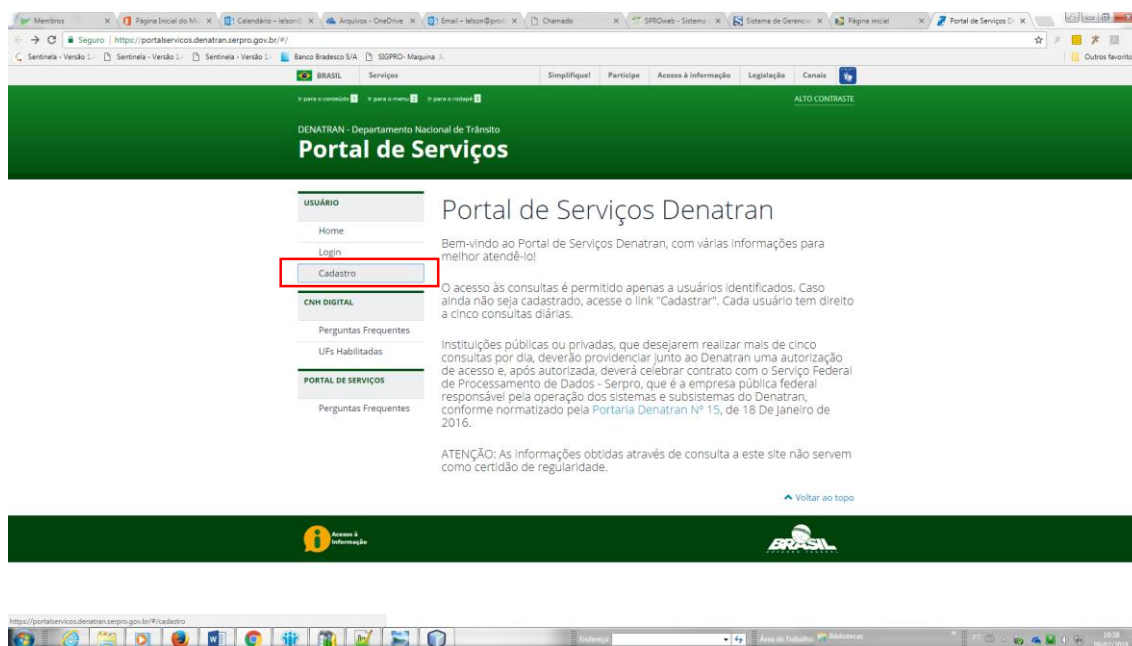 Membros
Página Inicial do Mi
Calendário – lelson
Arquivos - OneDrive
Email – lelson@proc
Chamado
SPROweb - Sistema
Sistema de Gerenci
Página inicial
Portal de Serviços D
Seguro | https://portalservicos.denatran.serpro.gov.br/#/
Sentinela - Versão 1.
Sentinela - Versão 1.
Sentinela - Versão 1.
Banco Bradesco S/A
SIGPRO- Maquina
Outros favorito
BRASIL
Serviços
Simplifique!
Participe
Acesso à informação
Legislação
Canais
Ir para o conteúdo 1
Ir para o menu 2
Ir para o rodapé 3
ALTO CONTRASTE
DENATRAN - Departamento Nacional de Trânsito
Portal de Serviços
USUÁRIO
Home
Login
Cadastro
CNH DIGITAL
Perguntas Frequentes
UFs Habilitadas
PORTAL DE SERVIÇOS
Perguntas Frequentes
Portal de Serviços Denatran
Bem-vindo ao Portal de Serviços Denatran, com várias informações para
melhor atendê-lo!
O acesso às consultas é permitido apenas a usuários identificados. Caso
ainda não seja cadastrado, acesse o link "Cadastrar". Cada usuário tem direito
a cinco consultas diárias.
Instituições públicas ou privadas, que desejarem realizar mais de cinco
consultas por dia, deverão providenciar junto ao Denatran uma autorização
de acesso e, após autorizada, deverá celebrar contrato com o Serviço Federal
de Processamento de Dados - Serpro, que é a empresa pública federal
responsável pela operação dos sistemas e subsistemas do Denatran,
conforme normatizado pela Portaria Denatran Nº 15, de 18 De Janeiro de
2016.
ATENÇÃO: As informações obtidas através de consulta a este site não servem
como certidão de regularidade.
Voltar ao topo
Acesso à
Informação
BRASIL
GOVERNO FEDERAL
https://portalservicos.denatran.serpro.gov.br/#/cadastro
Endereço
Área de Trabalho
Bibliotecas
PT
10:58
09/02/2018